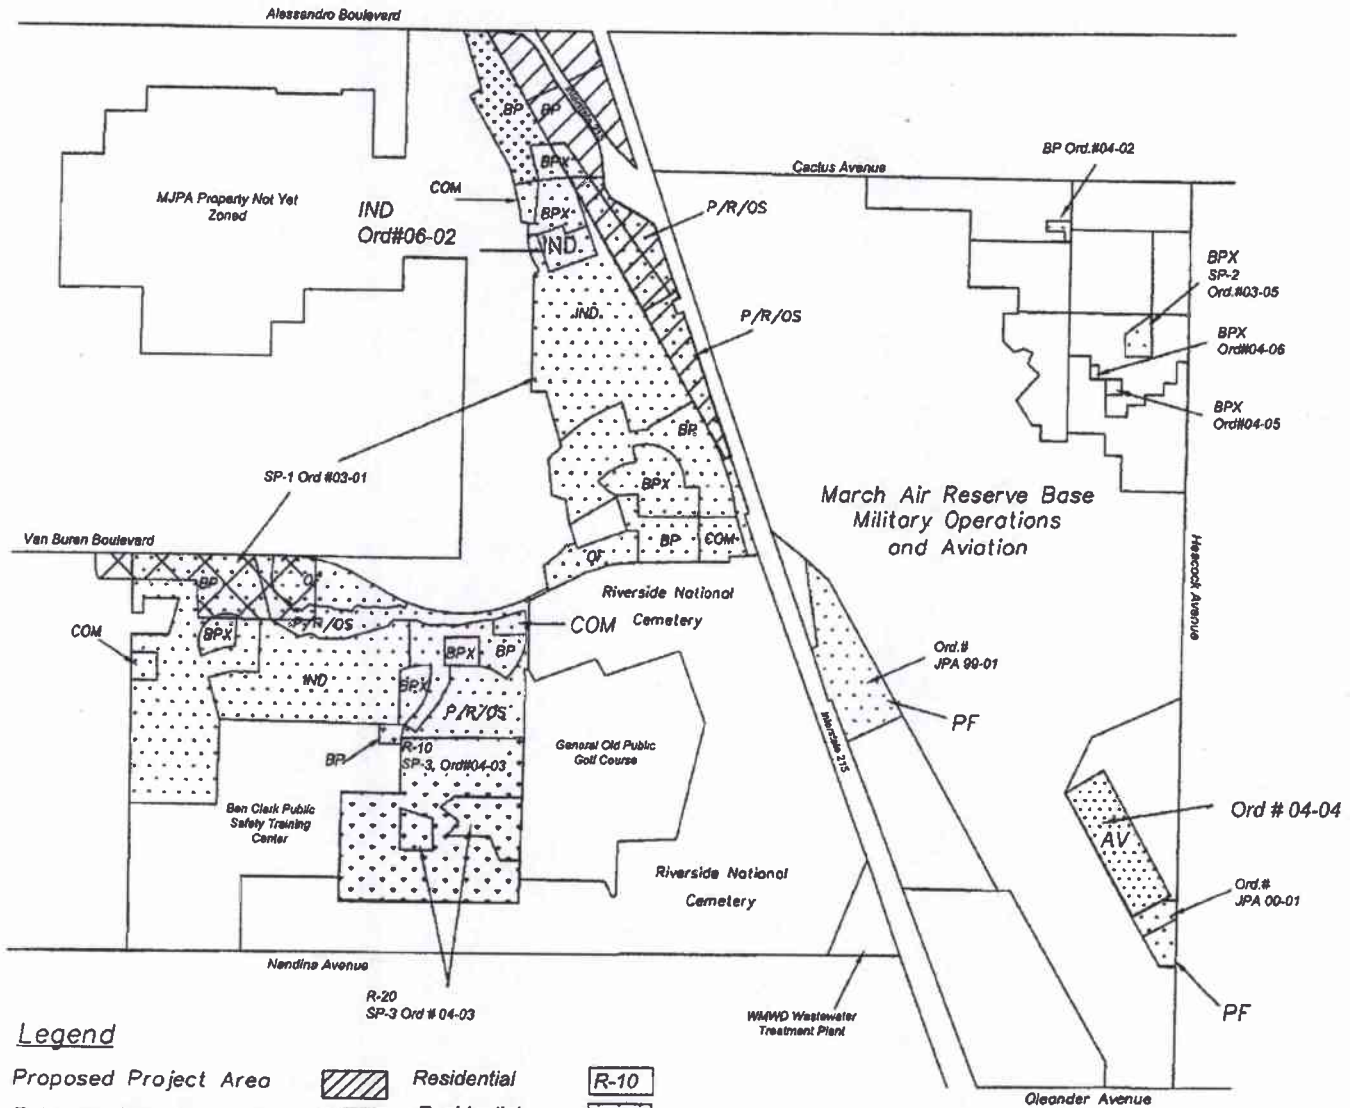 Alessandro Boulevard
BP
BP
Interstate 215
BPX
COM
BPX
IND
Ord#06-02
IND
MJPA Property Not Yet
Zoned
P/R/OS
Cactus Avenue
BP Ord.#04-02
BPX
SP-2
Ord.#03-05
IND.
P/R/OS
BPX
Ord#04-06
BPX
Ord#04-05
BP
SP-1 Ord #03-01
BPX
March Air Reserve Base
Military Operations
and Aviation
Van Buren Boulevard
BP
COM
OF
Heacock Avenue
BP
OF
Riverside National
Cemetery
P/R/OS
COM
COM
BPX
BPX
BP
IND
BPX
P/R/OS
Ord.#
JPA 99-01
PF
Interstate 215
BP
R-10
SP-3, Ord#04-03
General Old Public
Golf Course
Ben Clark Public
Safety Training
Center
Ord # 04-04
AV
Riverside National
Cemetery
Ord.#
JPA 00-01
Nandina Avenue
R-20
SP-3 Ord # 04-03
WMWD Wastewater
Treatment Plant
PF
Legend
Proposed Project Area
Residential
R-10
Oleander Avenue